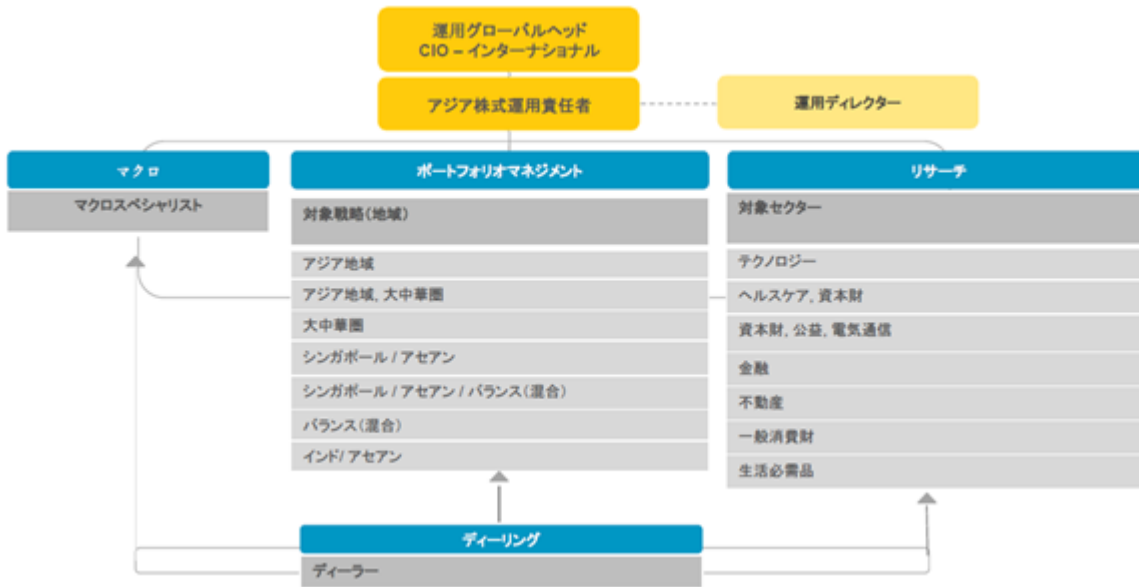 運用グローバルヘッド
CIO – インターナショナル
アジア株式運用責任者
運用ディレクター
マクロ
マクロスペシャリスト
ポートフォリオマネジメント
対象戦略(地域)
アジア地域
アジア地域, 大中華圏
大中華圏
シンガポール / アセアン
シンガポール / アセアン / バランス(混合)
バランス(混合)
インド/ アセアン
リサーチ
対象セクター
テクノロジー
ヘルスケア, 資本財
資本財, 公益, 電気通信
金融
不動産
一般消費財
生活必需品
ディーリング
ディーラー